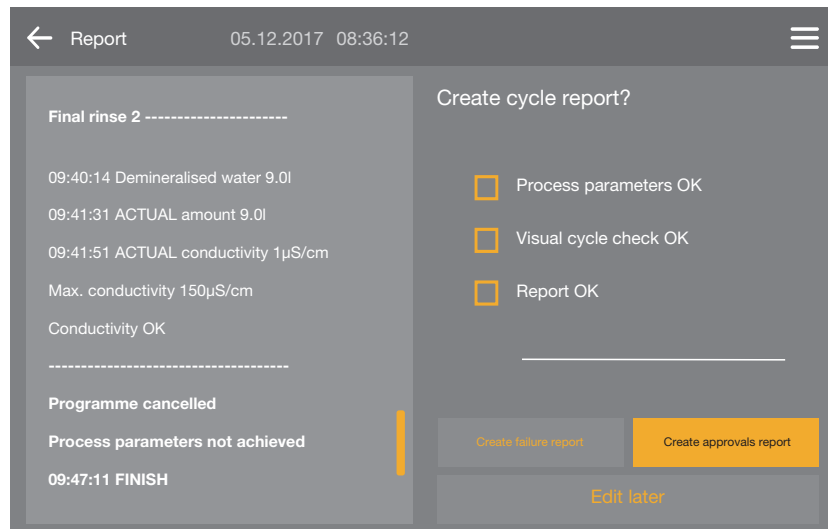 Report 05.12.2017 08:36:12
Final rinse 2 ----------------------
09:40:14 Demineralised water 9.0l
09:41:31 ACTUAL amount 9.0l
09:41:51 ACTUAL conductivity 1µS/cm
Max. conductivity 150µS/cm
Conductivity OK
-------------------------------------
Programme cancelled
Process parameters not achieved
09:47:11 FINISH
Create cycle report?
Process parameters OK
Visual cycle check OK
Report OK
Create failure report
Create approvals report
Edit later